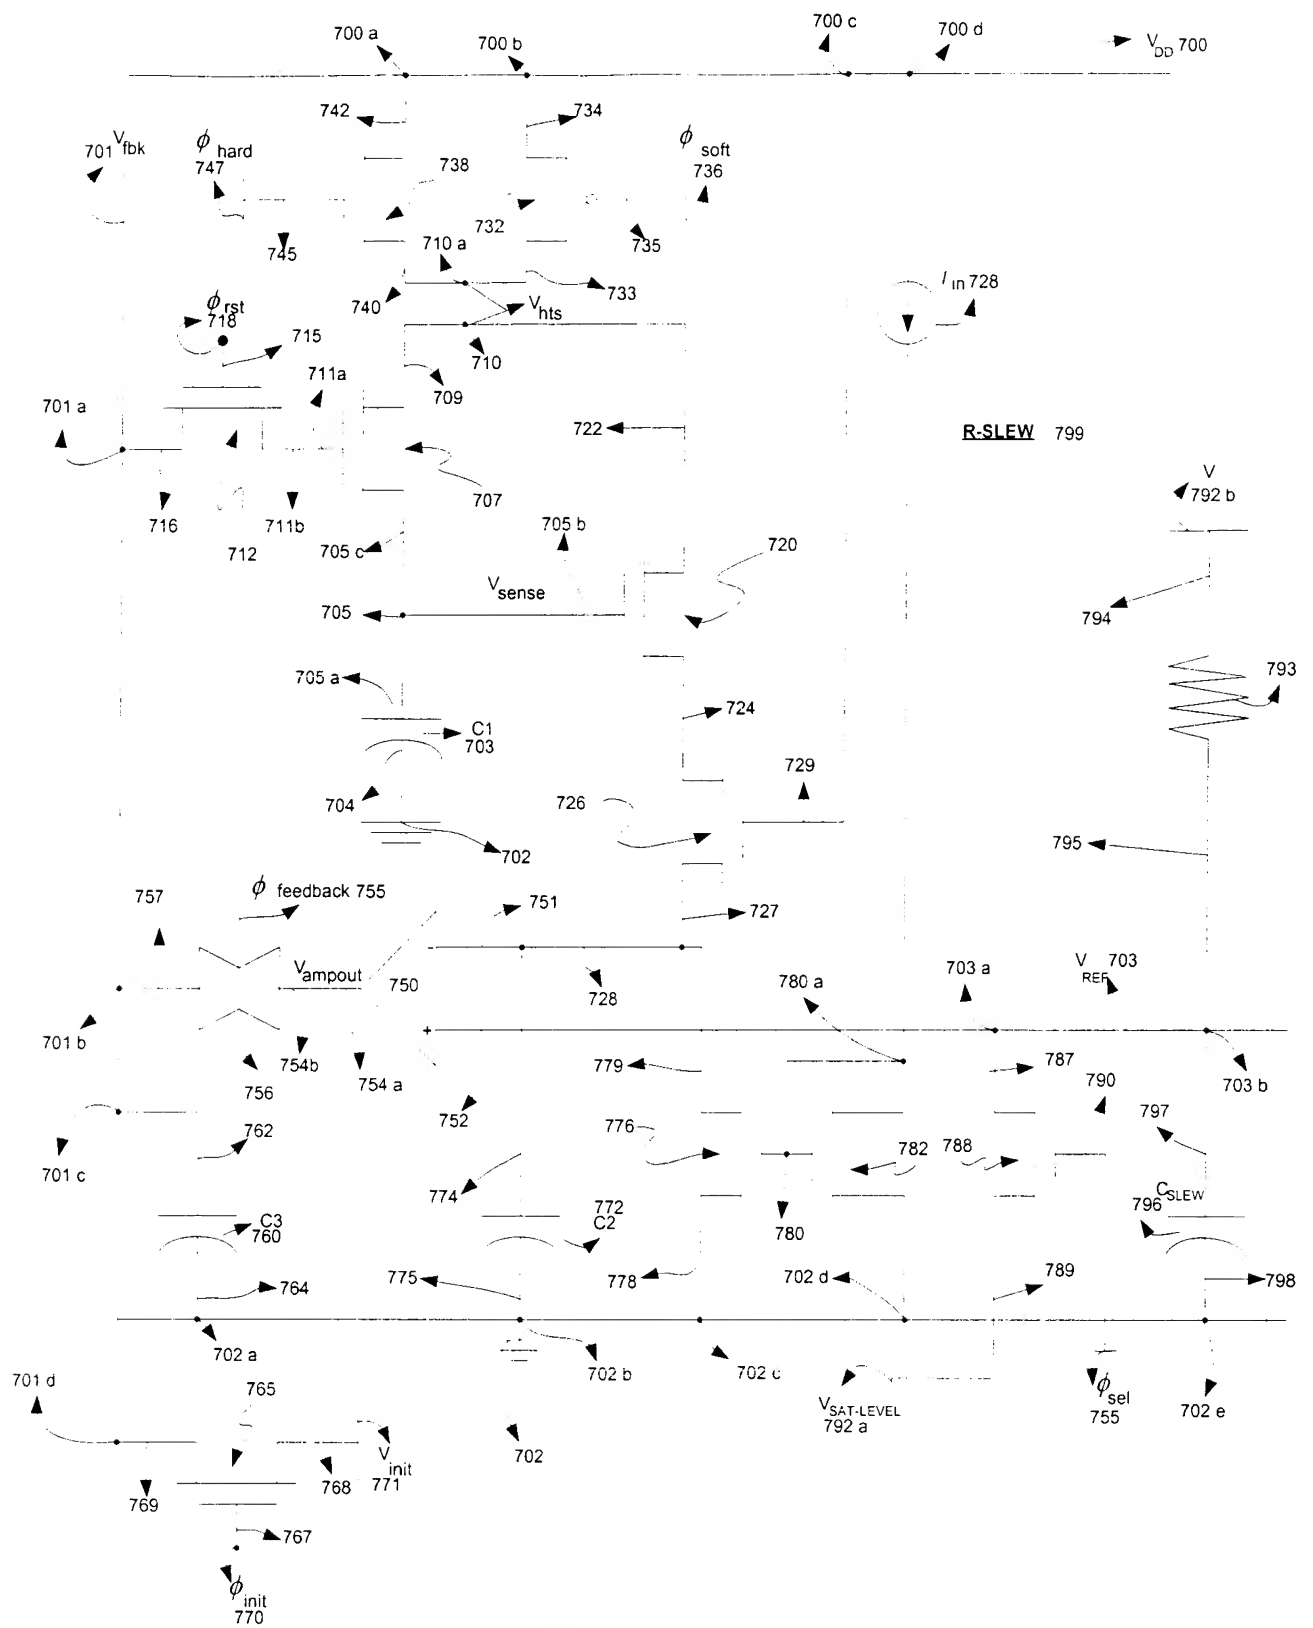 700 a
700 b
700 c
700 d
V_DD 700
742
734
701 V_fbk
ϕ_hard
747
738
ϕ_soft
736
732
710 a
745
735
740
733
V_hts
I_in 728
ϕ_rst
718
715
710
711a
709
701 a
722
R-SLEW 799
707
V
792 b
716
711b
712
705 c
705 b
720
V_sense
705
794
705 a
793
724
C1
703
729
704
726
702
795
757
ϕ feedback 755
751
727
V_ampout
750
728
780 a
703 a
V_REF 703
701 b
754b
756
754 a
779
787
703 b
790
752
762
776
797
701 c
782
788
774
772
C2
C_SLEW
796
C3
760
780
775
778
702 d
789
764
798
702 a
702 b
702 c
701 d
765
V_SAT-LEVEL
792 a
ϕ_sel
755
702 e
V_init
771
702
769
768
767
ϕ_init
770